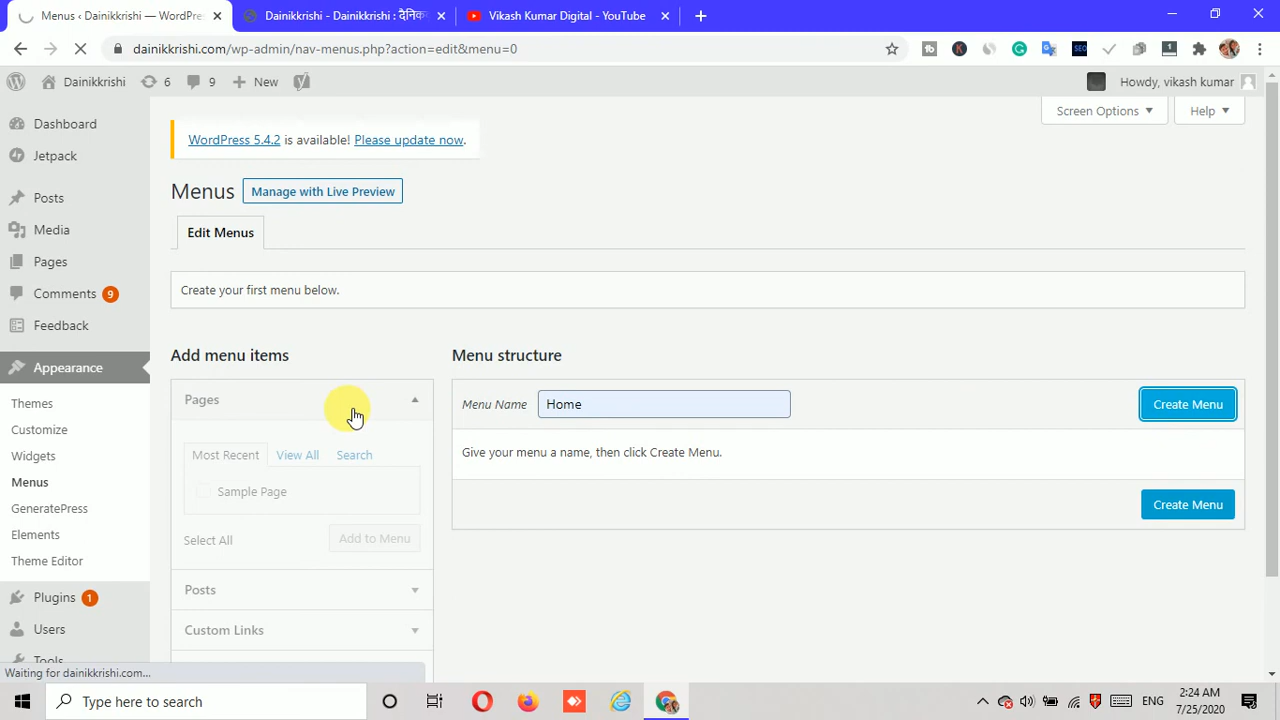 Menus ‹ Dainikkrishi — WordPre
Dainikkrishi - Dainikkrishi : दैनिक
Vikash Kumar Digital - YouTube
dainikkrishi.com/wp-admin/nav-menus.php?action=edit&menu=0
Dainikkrishi
6
9
New
Howdy, vikash kumar
Screen Options
Help
WordPress 5.4.2 is available! Please update now.
Menus
Manage with Live Preview
Edit Menus
Create your first menu below.
Dashboard
Jetpack
Posts
Media
Pages
Comments 9
Feedback
Appearance
Themes
Customize
Widgets
Menus
GeneratePress
Elements
Theme Editor
Plugins 1
Users
Tools
Add menu items
Pages
Most Recent
View All
Search
Sample Page
Select All
Add to Menu
Posts
Custom Links
Menu structure
Menu Name
Home
Create Menu
Give your menu a name, then click Create Menu.
Create Menu
Waiting for dainikkrishi.com...
Type here to search
ENG
2:24 AM
7/25/2020